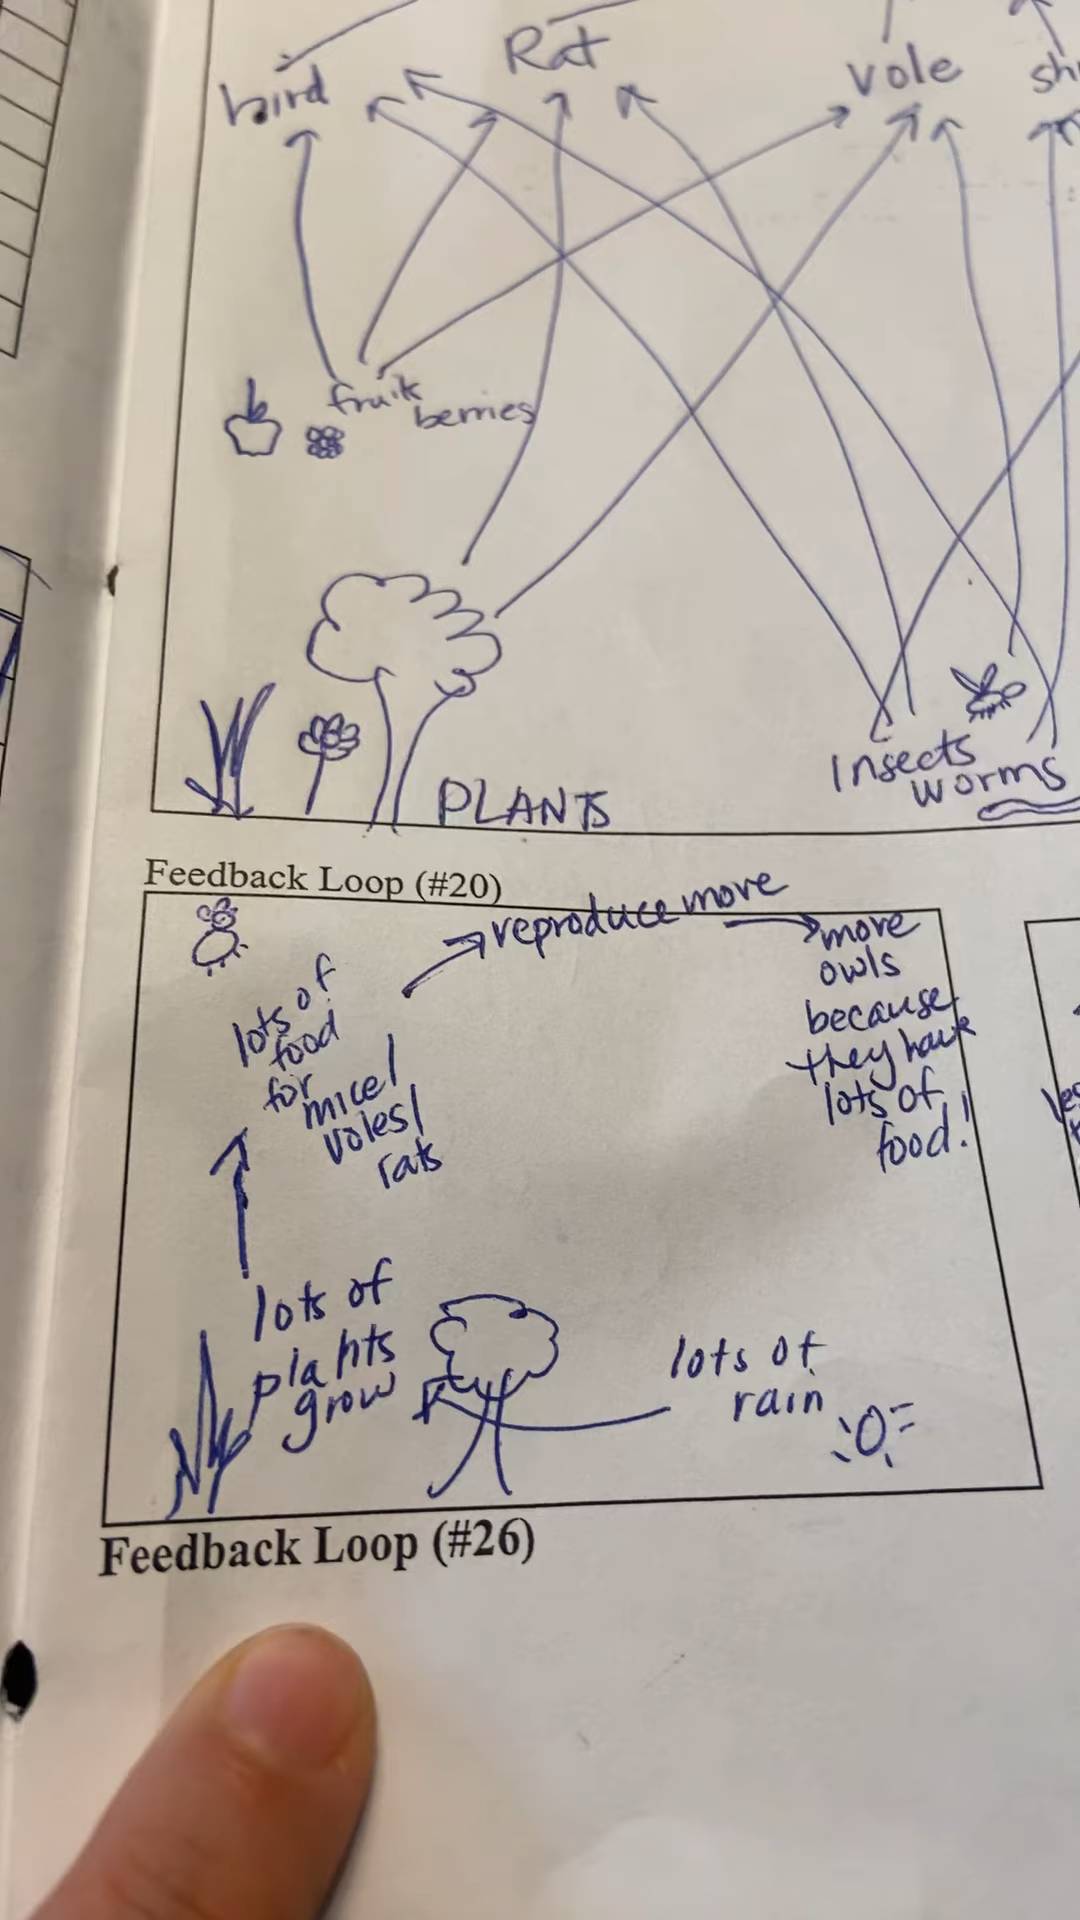 bird
Rat
vole
fruit
berries
PLANTS
Insects
worms
Feedback Loop (#20)
reproduce more
more
owls
because
they have
lots of
food!
lots of
food
for
mice/
voles/
rats
lots of
plants
grow
lots of
rain
Feedback Loop (#26)